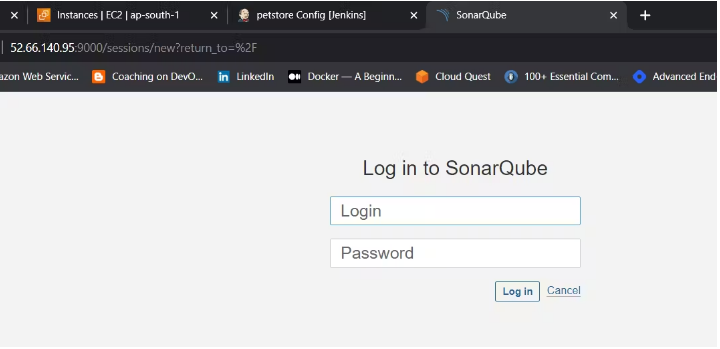 Instances | EC2 | ap-south-1 petstore Config [Jenkins] SonarQube
52.66.140.95:9000/sessions/new?return_to=%2F
azon Web Servic... Coaching on DevO... LinkedIn Docker — A Beginn... Cloud Quest 100+ Essential Com... Advanced End
Log in to SonarQube
Login
Password
Log in Cancel